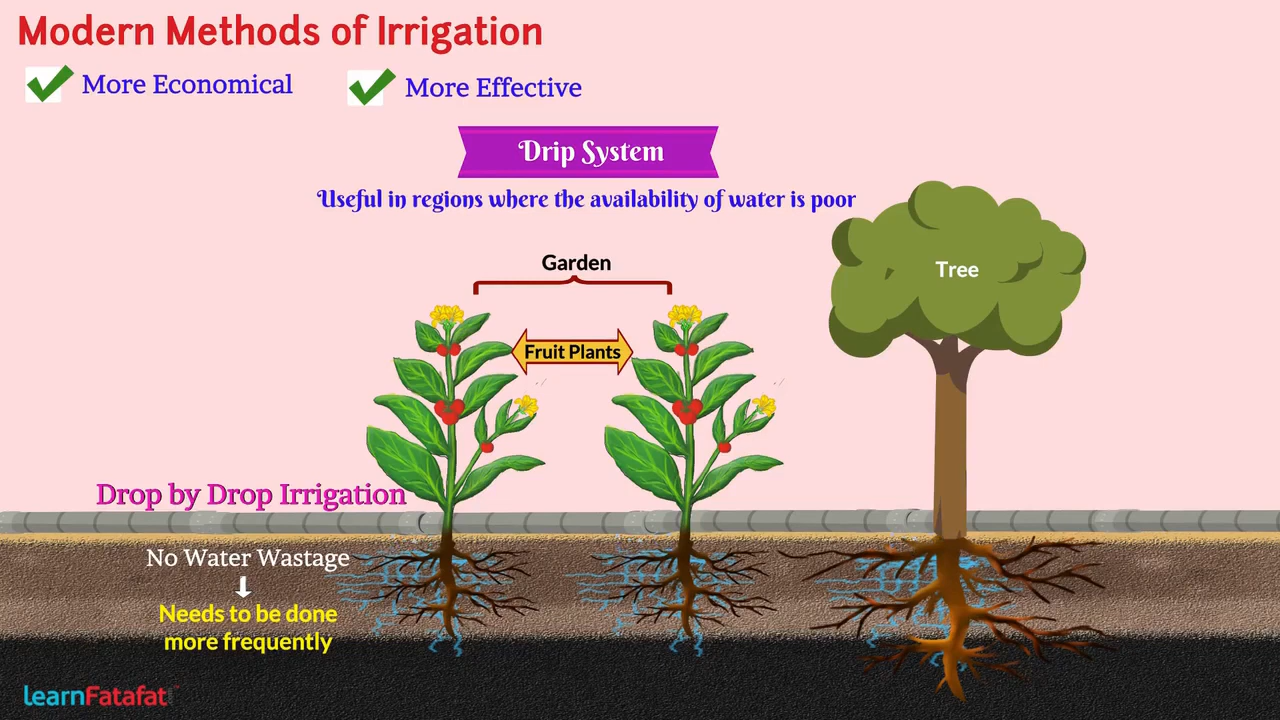 Modern Methods of Irrigation
More Economical
More Effective
Drip System
Useful in regions where the availability of water is poor
Garden
Tree
Fruit Plants
Drop by Drop Irrigation
No Water Wastage
Needs to be done
more frequently
learnFatafat